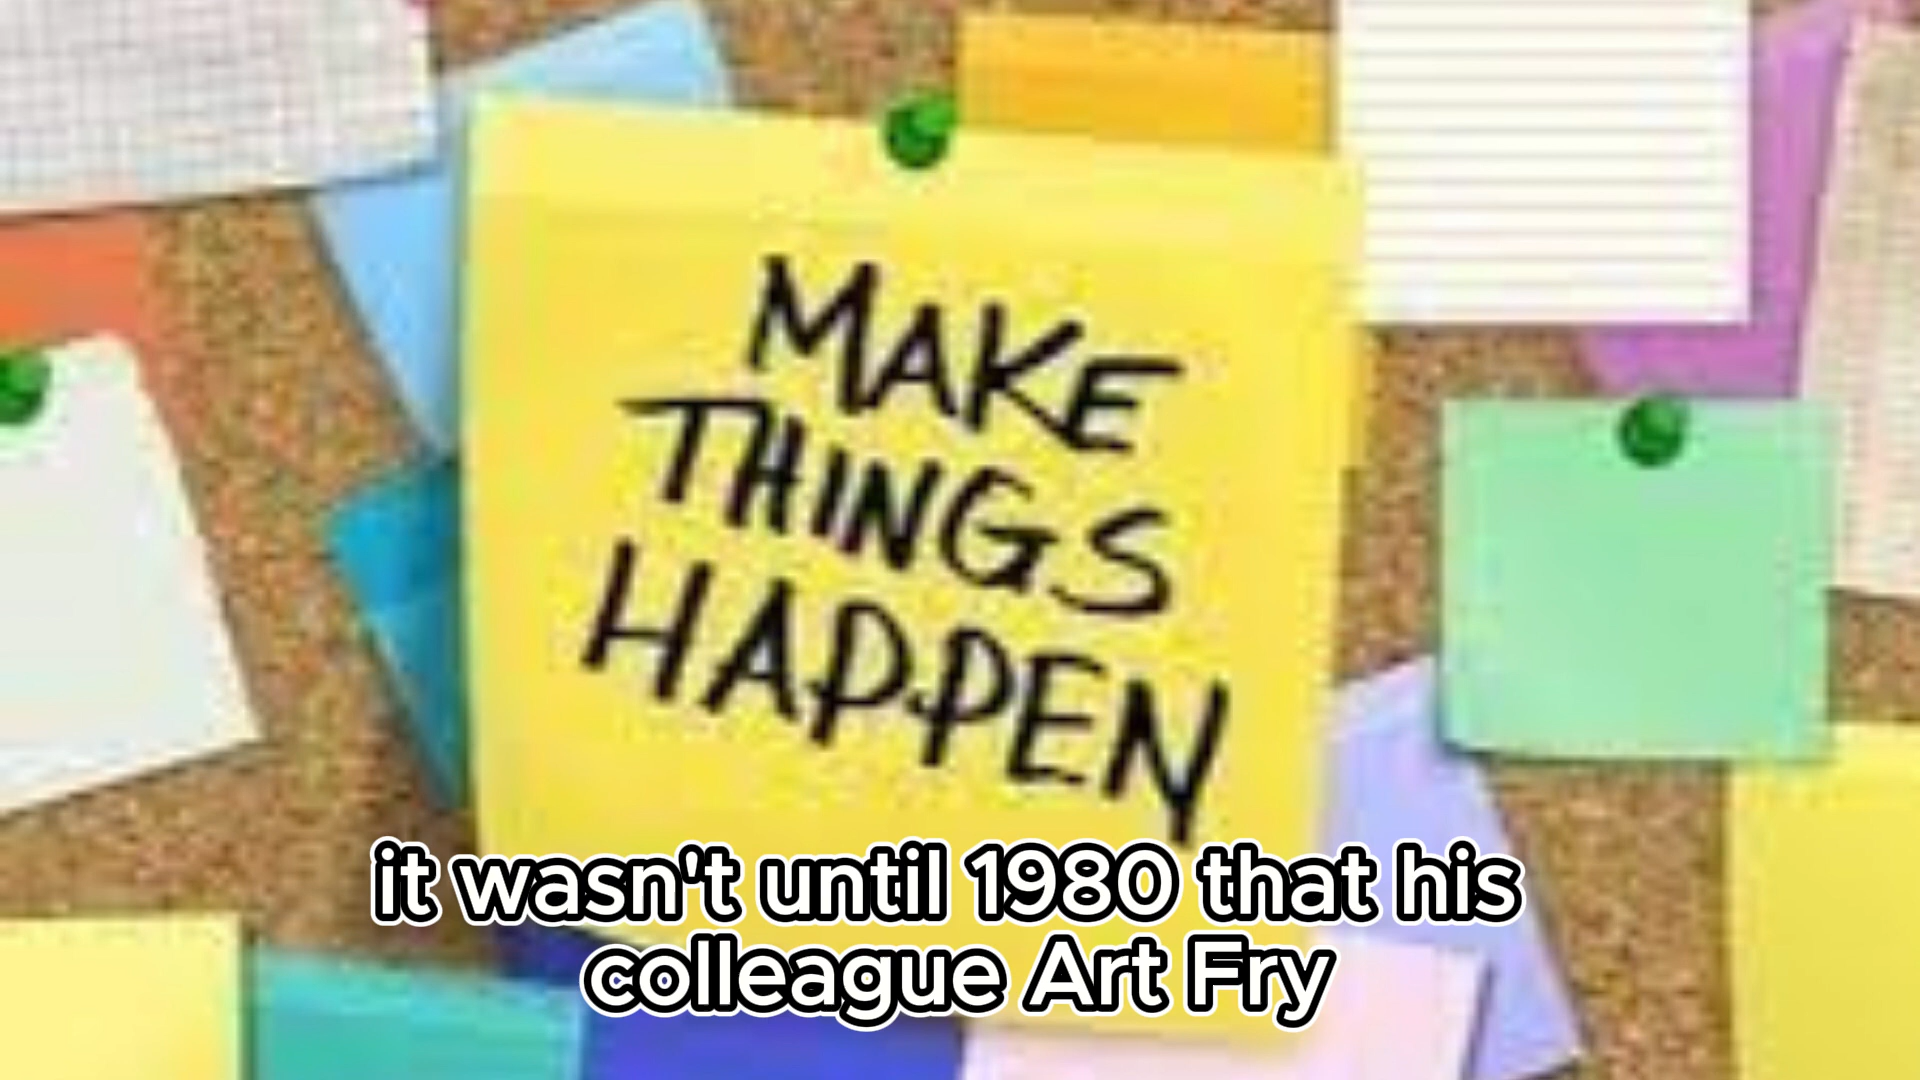 MAKE
THINGS
HAPPEN
it wasn't until 1980 that his
colleague Art Fry